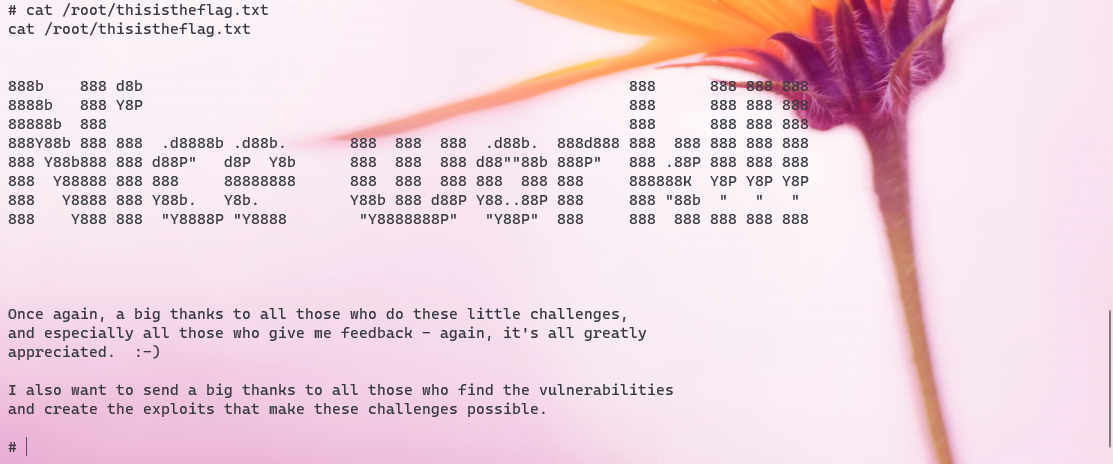 # cat /root/thisistheflag.txt
cat /root/thisistheflag.txt
888b    888 d8b                                                      888      888 888 888
8888b   888 Y8P                                                      888      888 888 888
88888b  888                                                          888      888 888 888
888Y88b 888 888  .d8888b .d88b.       888  888  888  .d88b.  888d888 888  888 888 888 888
888 Y88b888 888 d88P"   d8P  Y8b      888  888  888 d88""88b 888P"   888 .88P 888 888 888
888  Y88888 888 888     88888888      888  888  888 888  888 888     888888K  Y8P Y8P Y8P
888   Y8888 888 Y88b.   Y8b.          Y88b 888 d88P Y88..88P 888     888 "88b  "   "   "
888    Y888 888  "Y8888P "Y8888        "Y8888888P"   "Y88P"  888     888  888 888 888 888
Once again, a big thanks to all those who do these little challenges,
and especially all those who give me feedback - again, it's all greatly
appreciated.  :-)
I also want to send a big thanks to all those who find the vulnerabilities
and create the exploits that make these challenges possible.
#